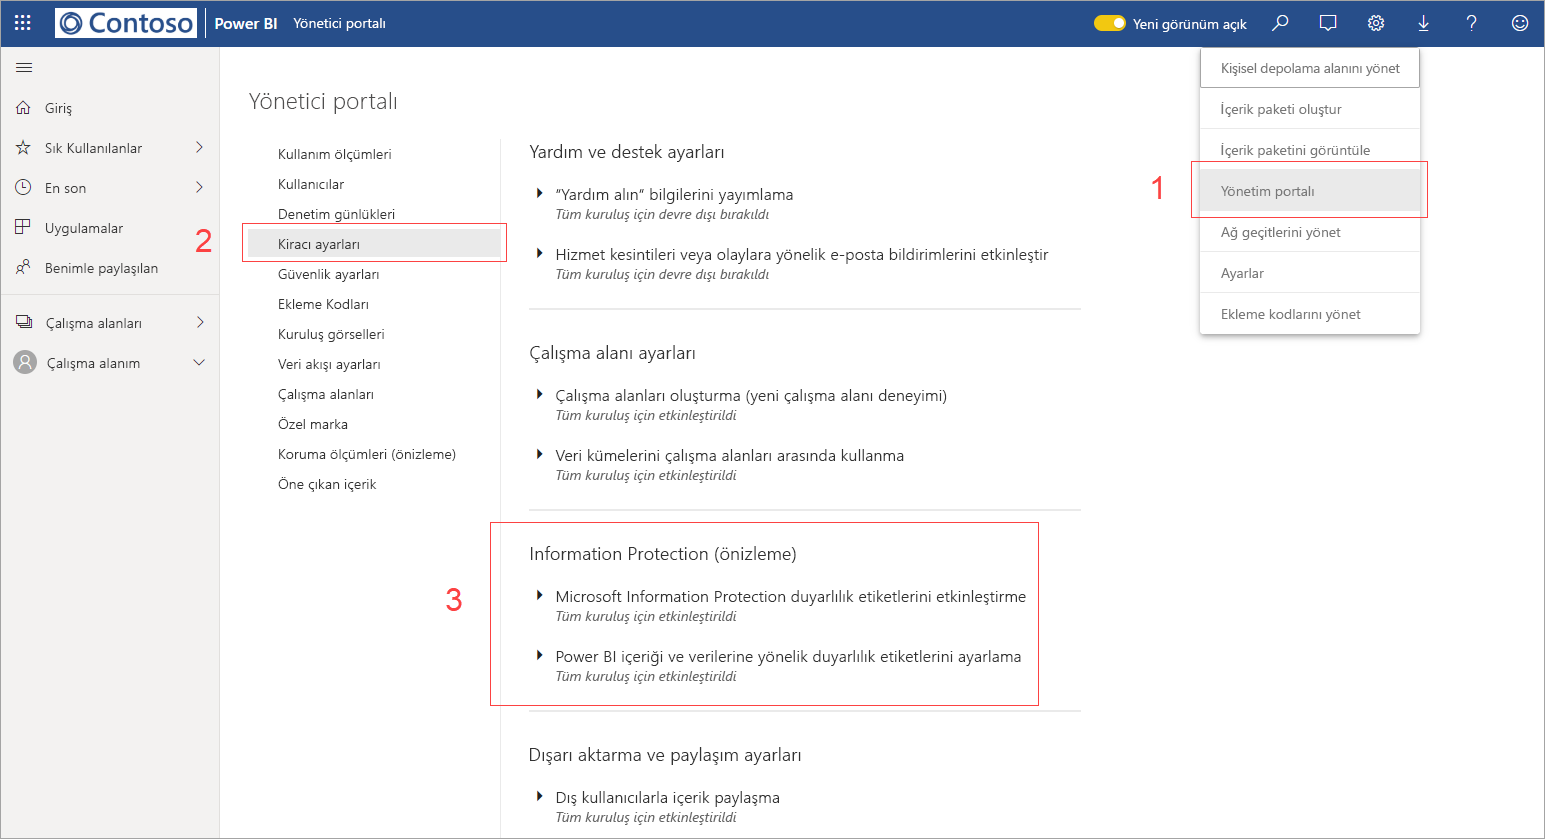 Contoso Power BI Yönetici portalı Yeni görünüm açık
Giriş
Sık Kullanılanlar
En son
Uygulamalar
Benimle paylaşılan
Çalışma alanları
Çalışma alanım
Yönetici portalı
Kullanım ölçümleri
Kullanıcılar
Denetim günlükleri
2
Kiracı ayarları
Güvenlik ayarları
Ekleme Kodları
Kuruluş görselleri
Veri akışı ayarları
Çalışma alanları
Özel marka
Koruma ölçümleri (önizleme)
Öne çıkan içerik
Yardım ve destek ayarları
"Yardım alın" bilgilerini yayımlama
Tüm kuruluş için devre dışı bırakıldı
Hizmet kesintileri veya olaylara yönelik e-posta bildirimlerini etkinleştir
Tüm kuruluş için devre dışı bırakıldı
Çalışma alanı ayarları
Çalışma alanları oluşturma (yeni çalışma alanı deneyimi)
Tüm kuruluş için etkinleştirildi
Veri kümelerini çalışma alanları arasında kullanma
Tüm kuruluş için etkinleştirildi
3
Information Protection (önizleme)
Microsoft Information Protection duyarlılık etiketlerini etkinleştirme
Tüm kuruluş için etkinleştirildi
Power BI içeriği ve verilerine yönelik duyarlılık etiketlerini ayarlama
Tüm kuruluş için etkinleştirildi
Dışarı aktarma ve paylaşım ayarları
Dış kullanıcılarla içerik paylaşma
Tüm kuruluş için etkinleştirildi
Kişisel depolama alanını yönet
İçerik paketi oluştur
İçerik paketini görüntüle
1
Yönetim portalı
Ağ geçitlerini yönet
Ayarlar
Ekleme kodlarını yönet